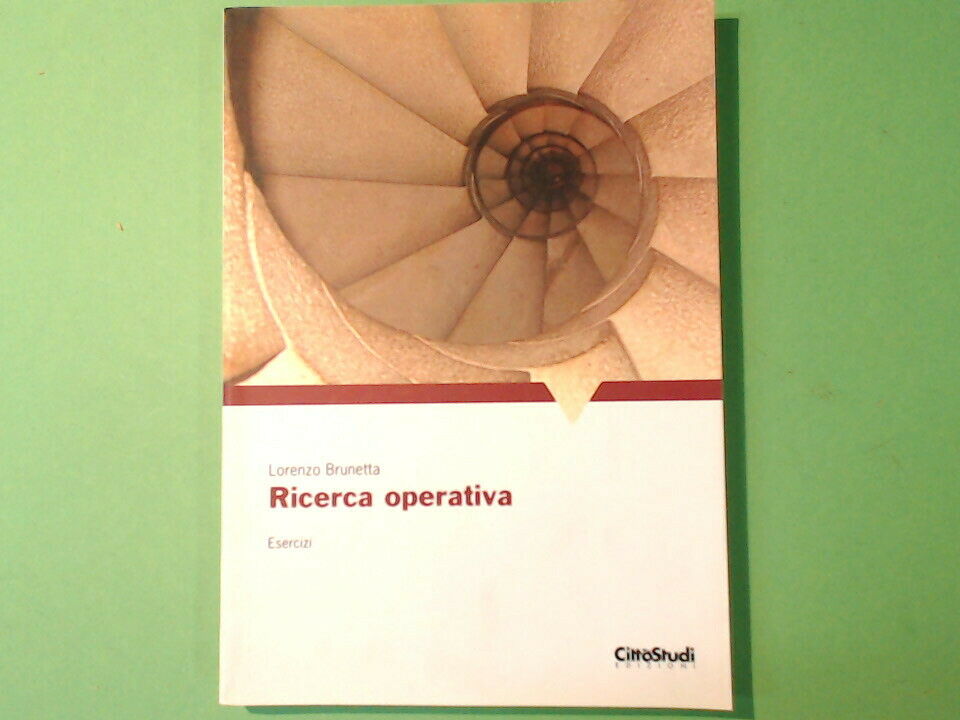 Lorenzo Brunetta
Ricerca operativa
Esercizi
CittàStudi
EDIZIONI